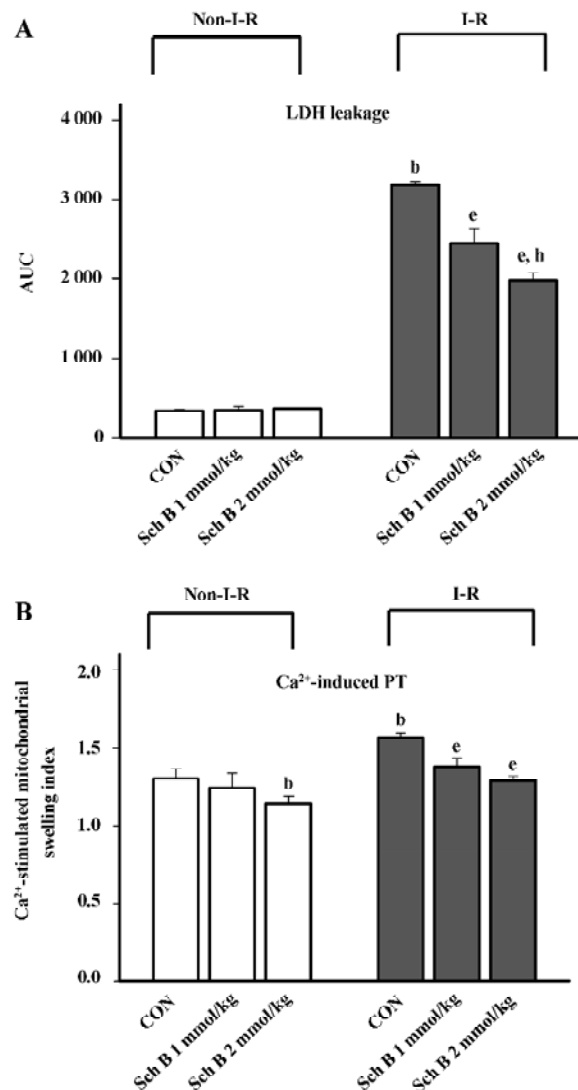 A
Non-I-R
I-R
LDH leakage
AUC
4 000
3 000
2 000
1 000
0
b
e
e, h
CON
Sch B 1 mmol/kg
Sch B 2 mmol/kg
CON
Sch B 1 mmol/kg
Sch B 2 mmol/kg
B
Non-I-R
I-R
Ca²⁺-induced PT
Ca²⁺-stimulated mitochondrial
swelling index
2.0
1.5
1.0
0.5
0.0
b
b
e
e
CON
Sch B 1 mmol/kg
Sch B 2 mmol/kg
CON
Sch B 1 mmol/kg
Sch B 2 mmol/kg